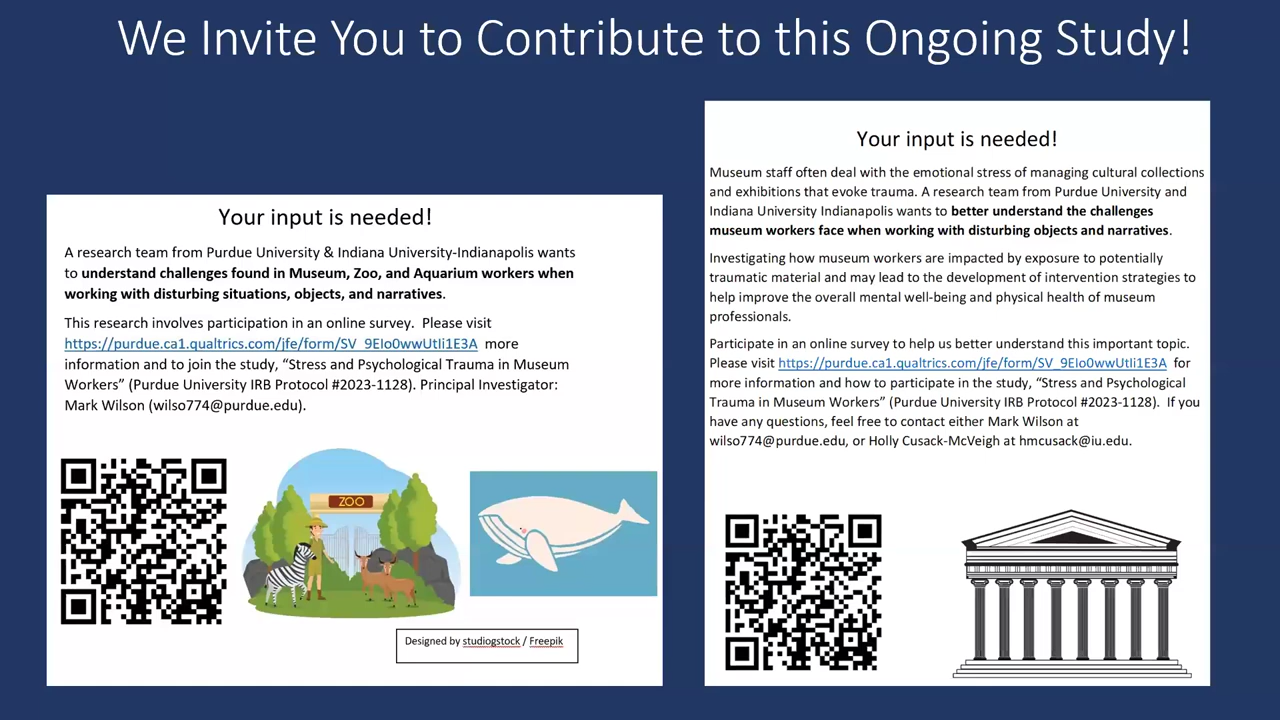 We Invite You to Contribute to this Ongoing Study!
Your input is needed!
A research team from Purdue University & Indiana University-Indianapolis wants
to understand challenges found in Museum, Zoo, and Aquarium workers when
working with disturbing situations, objects, and narratives.
This research involves participation in an online survey. Please visit
https://purdue.ca1.qualtrics.com/jfe/form/SV_9EIo0wwUtIi1E3A more
information and to join the study, “Stress and Psychological Trauma in Museum
Workers” (Purdue University IRB Protocol #2023-1128). Principal Investigator:
Mark Wilson (wilso774@purdue.edu).
ZOO
Designed by studiogstock / Freepik
Your input is needed!
Museum staff often deal with the emotional stress of managing cultural collections
and exhibitions that evoke trauma. A research team from Purdue University and
Indiana University Indianapolis wants to better understand the challenges
museum workers face when working with disturbing objects and narratives.
Investigating how museum workers are impacted by exposure to potentially
traumatic material and may lead to the development of intervention strategies to
help improve the overall mental well-being and physical health of museum
professionals.
Participate in an online survey to help us better understand this important topic.
Please visit https://purdue.ca1.qualtrics.com/jfe/form/SV_9EIo0wwUtIi1E3A for
more information and how to participate in the study, “Stress and Psychological
Trauma in Museum Workers” (Purdue University IRB Protocol #2023-1128). If you
have any questions, feel free to contact either Mark Wilson at
wilso774@purdue.edu, or Holly Cusack-McVeigh at hmcusack@iu.edu.